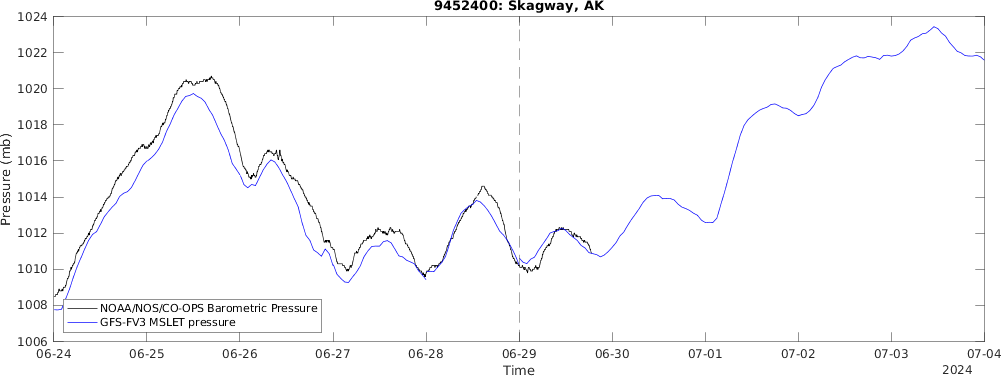 9452400: Skagway, AK
Pressure (mb)
1024
1022
1020
1018
1016
1014
1012
1010
1008
1006
NOAA/NOS/CO-OPS Barometric Pressure
GFS-FV3 MSLET pressure
06-24 06-25 06-26 06-27 06-28 06-29 06-30 07-01 07-02 07-03 07-04
Time
2024